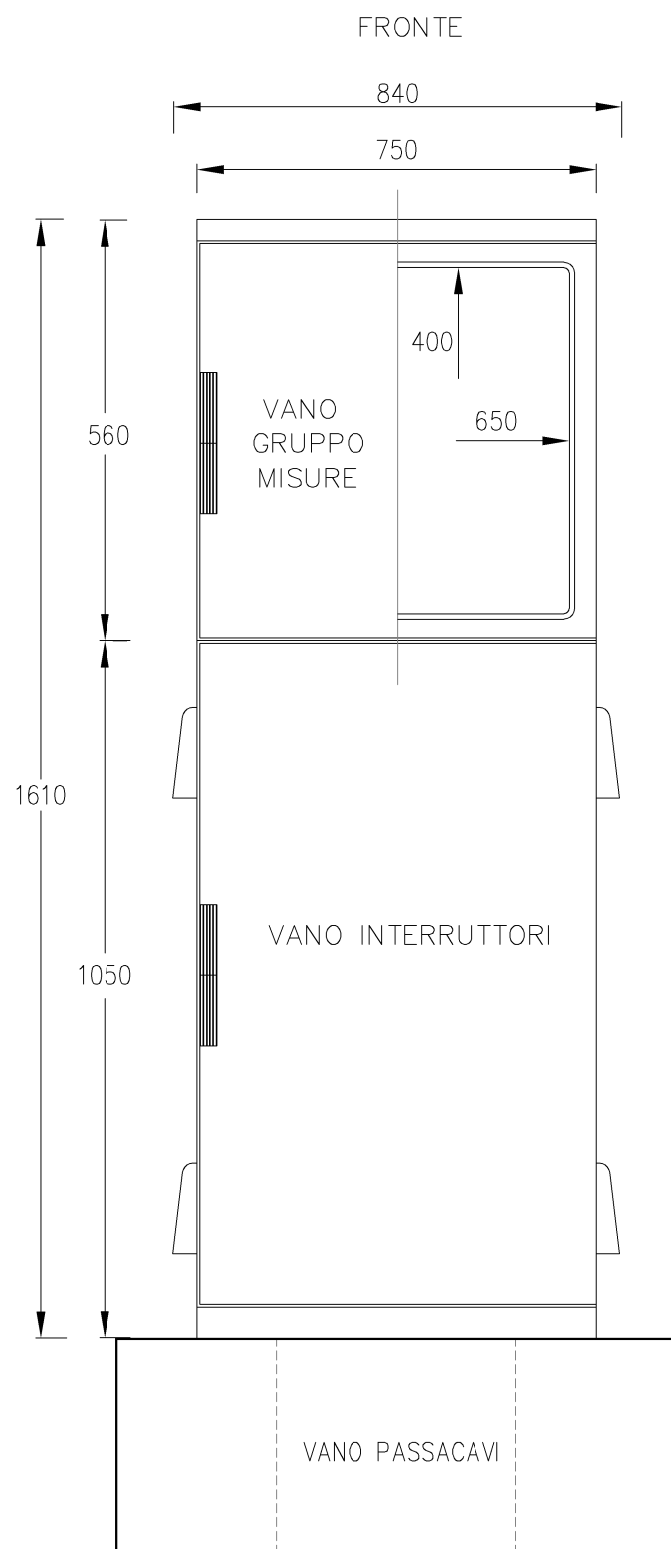 FRONTE
840
750
400
650
VANO
GRUPPO
MISURE
560
1610
VANO INTERRUTTORI
1050
VANO PASSACAVI